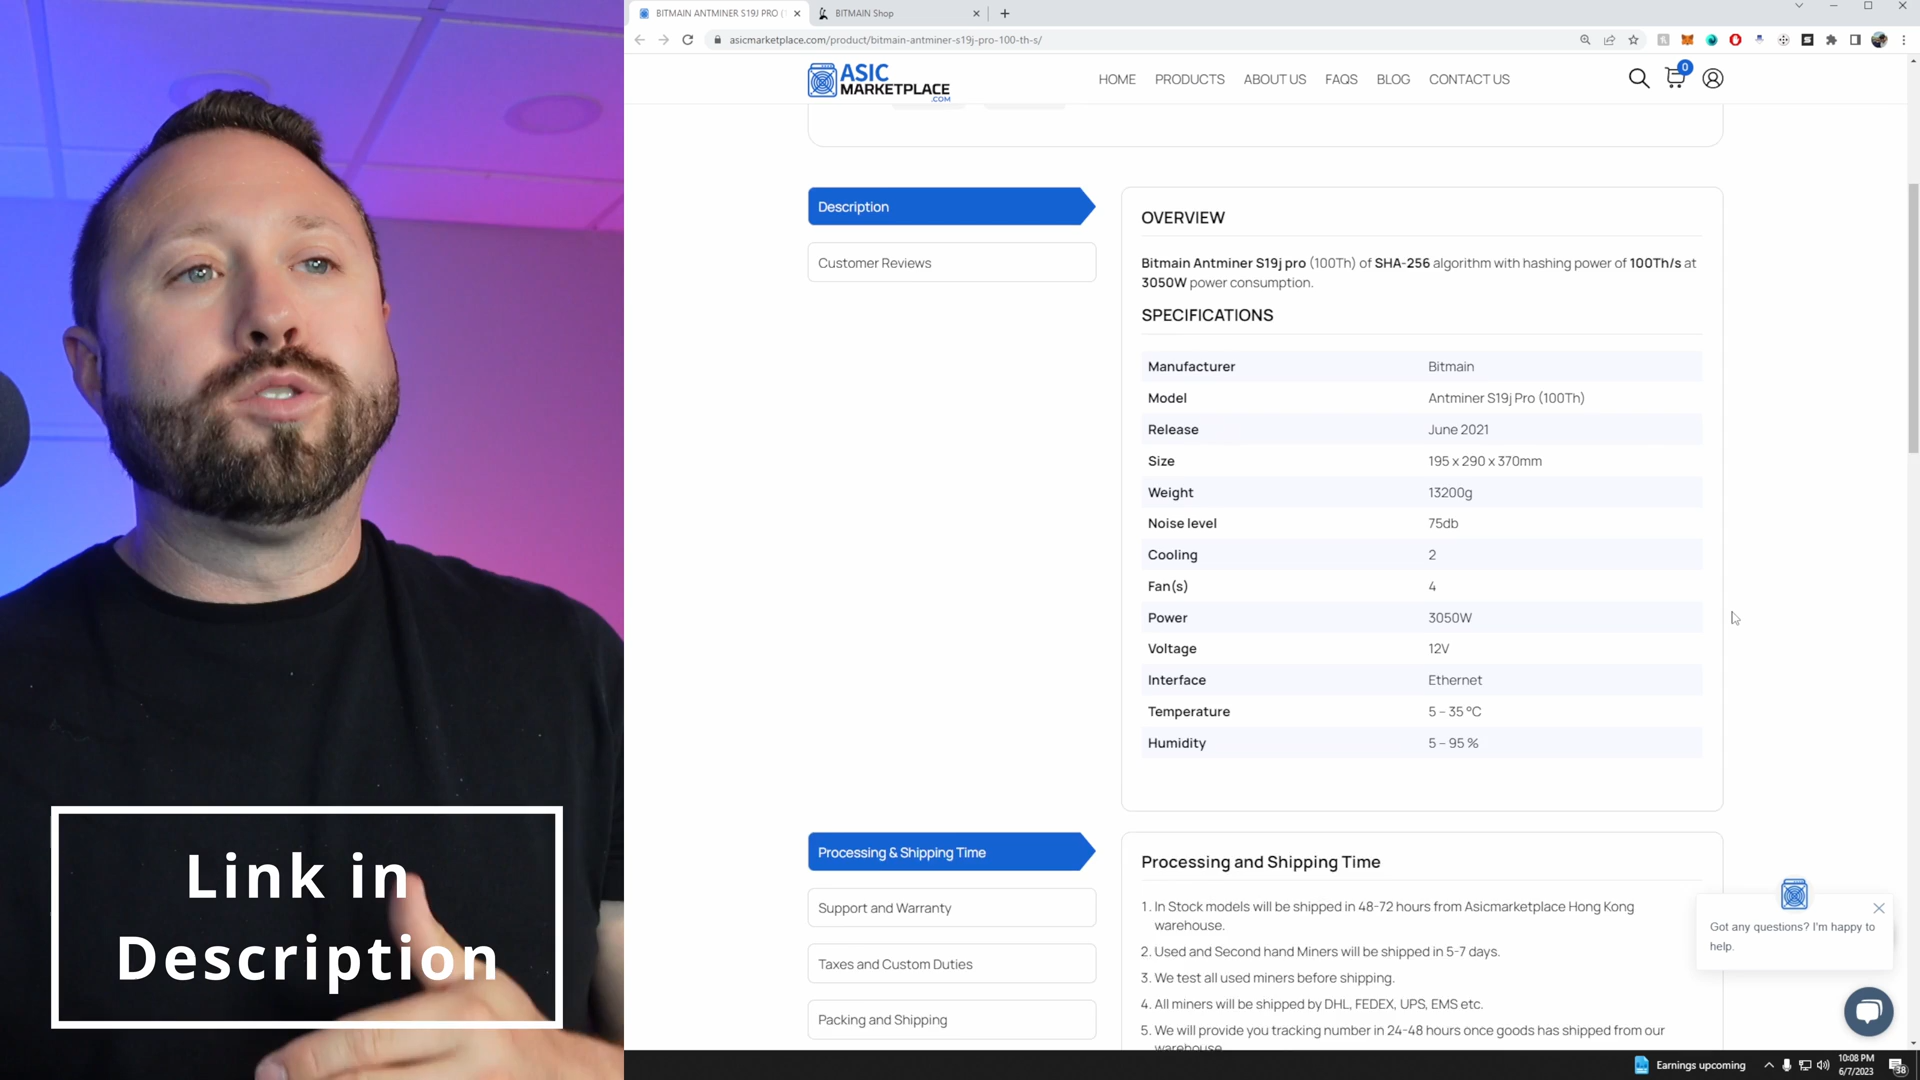 BITMAIN ANTMINER S19J PRO (
BITMAIN Shop
asicmarketplace.com/product/bitmain-antminer-s19j-pro-100-th-s/
ASIC
MARKETPLACE
.COM
HOME
PRODUCTS
ABOUT US
FAQS
BLOG
CONTACT US
0
Description
Customer Reviews
OVERVIEW
Bitmain Antminer S19j pro (100Th) of SHA-256 algorithm with hashing power of 100Th/s at
3050W power consumption.
SPECIFICATIONS
Manufacturer Bitmain
Model Antminer S19j Pro (100Th)
Release June 2021
Size 195 x 290 x 370mm
Weight 13200g
Noise level 75db
Cooling 2
Fan(s) 4
Power 3050W
Voltage 12V
Interface Ethernet
Temperature 5 – 35 °C
Humidity 5 – 95 %
Processing & Shipping Time
Support and Warranty
Taxes and Custom Duties
Packing and Shipping
Processing and Shipping Time
1. In Stock models will be shipped in 48-72 hours from Asicmarketplace Hong Kong
warehouse.
2. Used and Second hand Miners will be shipped in 5-7 days.
3. We test all used miners before shipping.
4. All miners will be shipped by DHL, FEDEX, UPS, EMS etc.
5. We will provide you tracking number in 24-48 hours once goods has shipped from our
warehouse
Got any questions? I'm happy to
help.
Link in
Description
Earnings upcoming
10:08 PM
6/7/2023
38